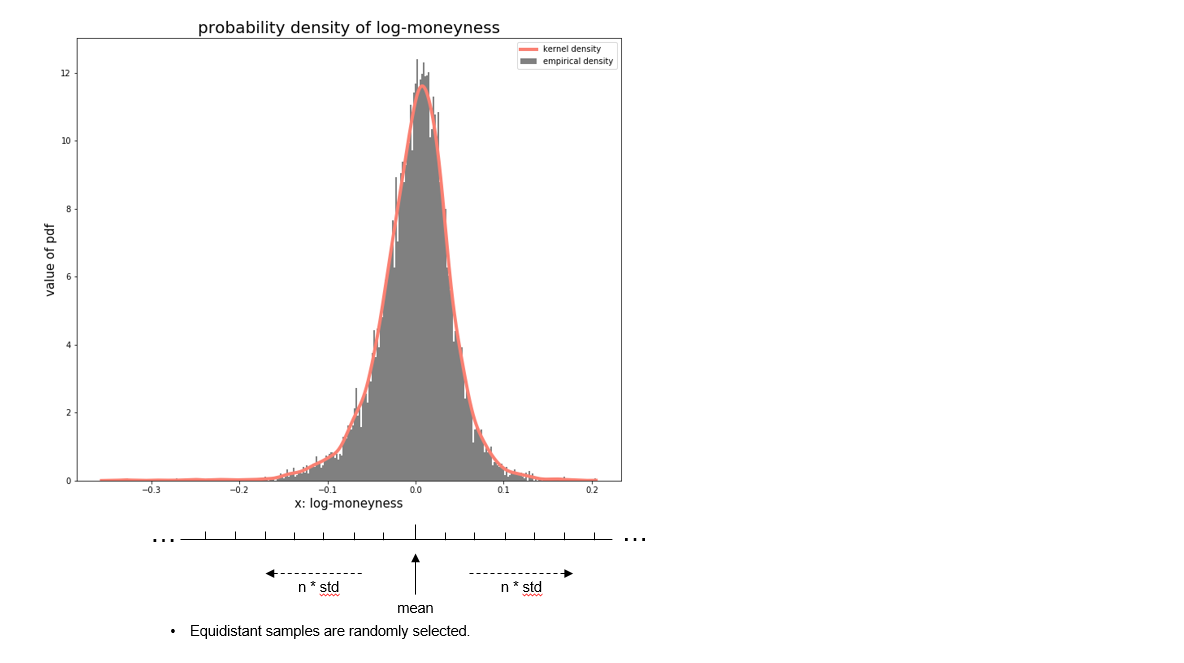 probability density of log-moneyness
kernel density
empirical density
value of pdf
12
10
8
6
4
2
0
−0.3
−0.2
−0.1
0.0
0.1
0.2
x: log-moneyness
... ...
n * std
n * std
mean
• Equidistant samples are randomly selected.